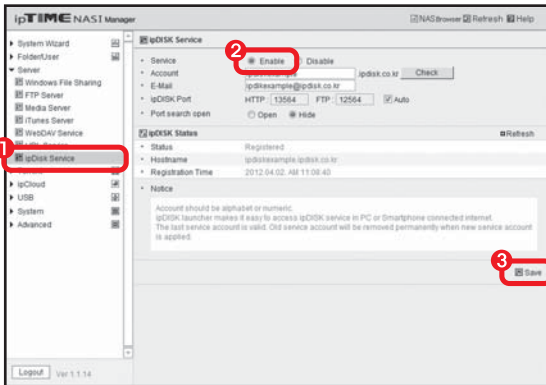 ipTIME NASI Manager
NAS Browser Refresh Help
System Wizard
Folder/User
Server
Windows File Sharing
FTP Server
Media Server
iTunes Server
WebDAV Service
1
ipDisk Service
ipCloud
USB
System
Advanced
Logout Ver 1.1.14
ipDISK Service
2
Service Enable Disable
Account .ipdisk.co.kr Check
E-Mail ipdikexample@ipdisk.co.kr
ipDISK Port HTTP : 13564 FTP : 12564 Auto
Port search open Open Hide
ipDISK Status Refresh
Status Registered
Hostname ipdiskexample.ipdisk.co.kr
Registration Time 2012.04.02. AM 11:08:40
Notice
Account should be alphabet or numeric.
ipDISK launcher makes it easy to access ipDISK service in PC or Smartphone connected internet.
The last service account is valid. Old service account will be removed permanently when new service account
is applied.
3
Save